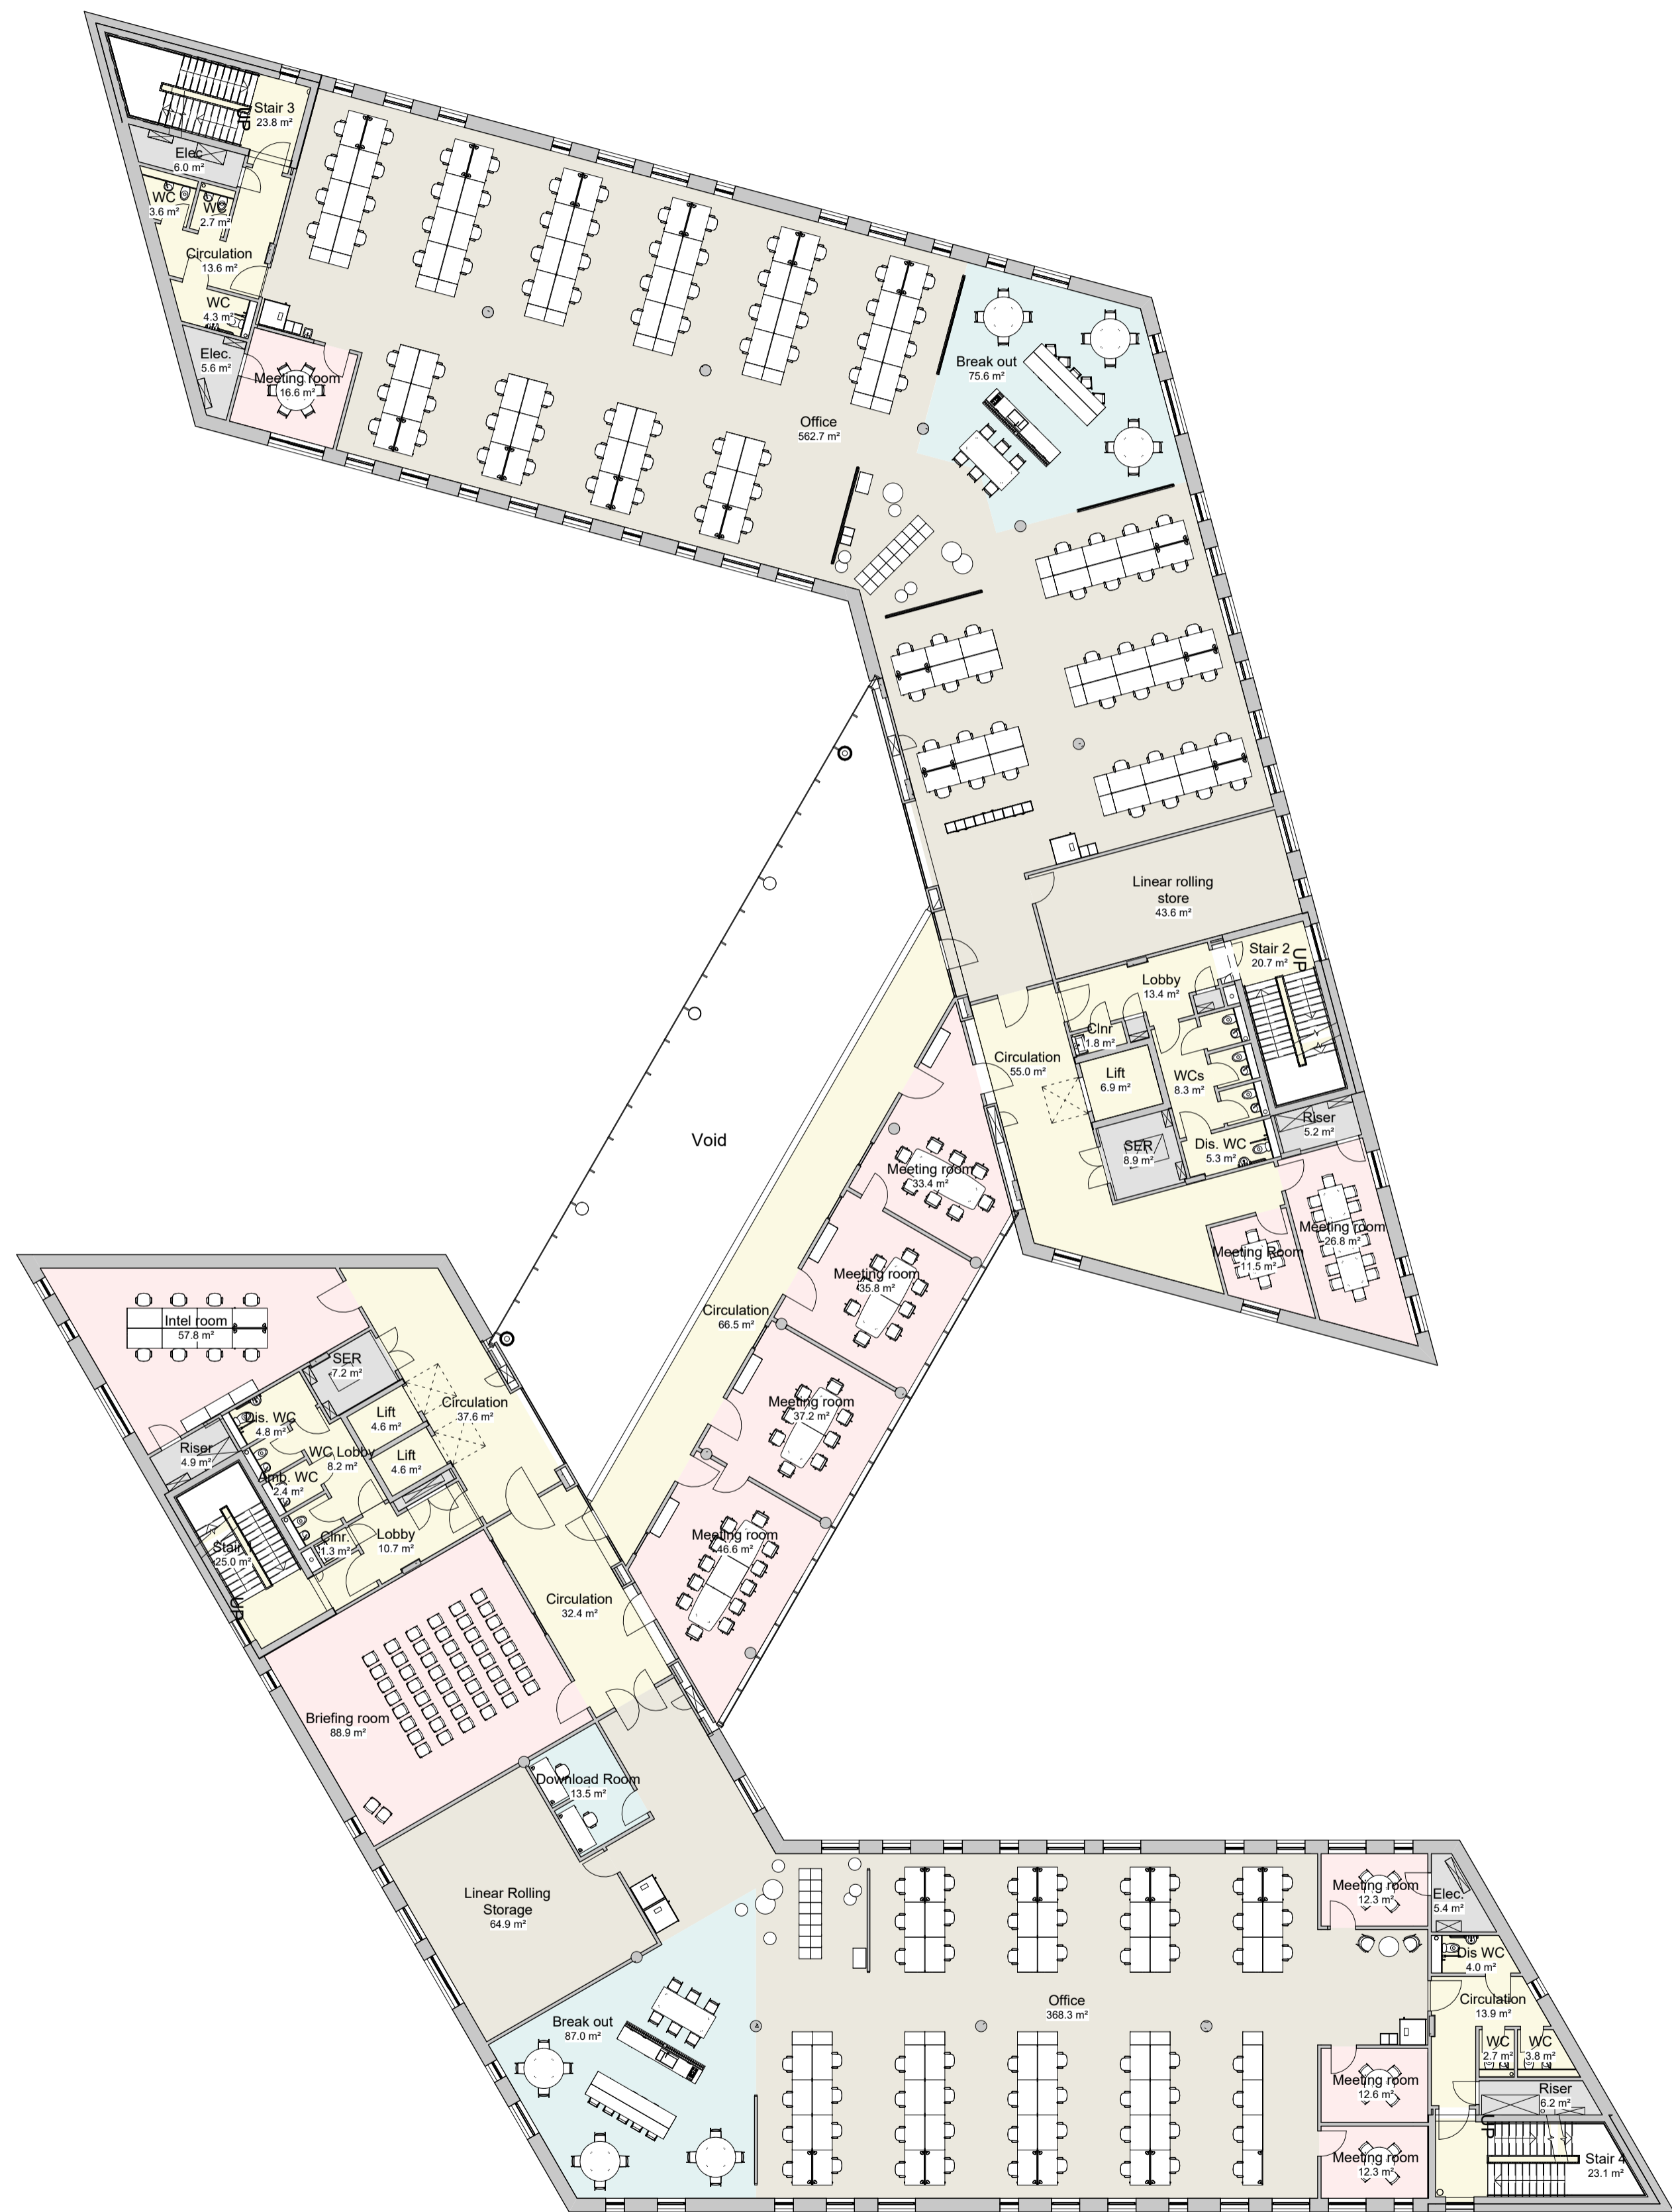 Stair 3
23.8 m²
UP
Elec
6.0 m²
WC
3.6 m²
WC
2.7 m²
Circulation
13.6 m²
WC
4.3 m²
Elec.
5.6 m²
Meeting room
16.6 m²
Office
562.7 m²
Break out
75.6 m²
Linear rolling
store
43.6 m²
Stair 2
20.7 m²
UP
Lobby
13.4 m²
Clnr
1.8 m²
Circulation
55.0 m²
Lift
6.9 m²
WCs
8.3 m²
Riser
5.2 m²
SER
8.9 m²
Dis. WC
5.3 m²
Meeting room
26.8 m²
Meeting Room
11.5 m²
Void
Meeting room
33.4 m²
Meeting room
35.8 m²
Circulation
66.5 m²
Meeting room
37.2 m²
Meeting room
46.6 m²
Intel room
57.8 m²
SER
7.2 m²
Circulation
37.6 m²
Lift
4.6 m²
Dis. WC
4.8 m²
Riser
4.9 m²
WC Lobby
8.2 m²
Lift
4.6 m²
Amb. WC
2.4 m²
Clnr.
1.3 m²
Lobby
10.7 m²
Stair
25.0 m²
UP
Circulation
32.4 m²
Briefing room
88.9 m²
Download Room
13.5 m²
Linear Rolling
Storage
64.9 m²
Break out
87.0 m²
Office
368.3 m²
Meeting room
12.3 m²
Elec.
5.4 m²
Dis WC
4.0 m²
Circulation
13.9 m²
WC
2.7 m²
WC
3.8 m²
Meeting room
12.6 m²
Riser
6.2 m²
Meeting room
12.3 m²
Stair 4
23.1 m²